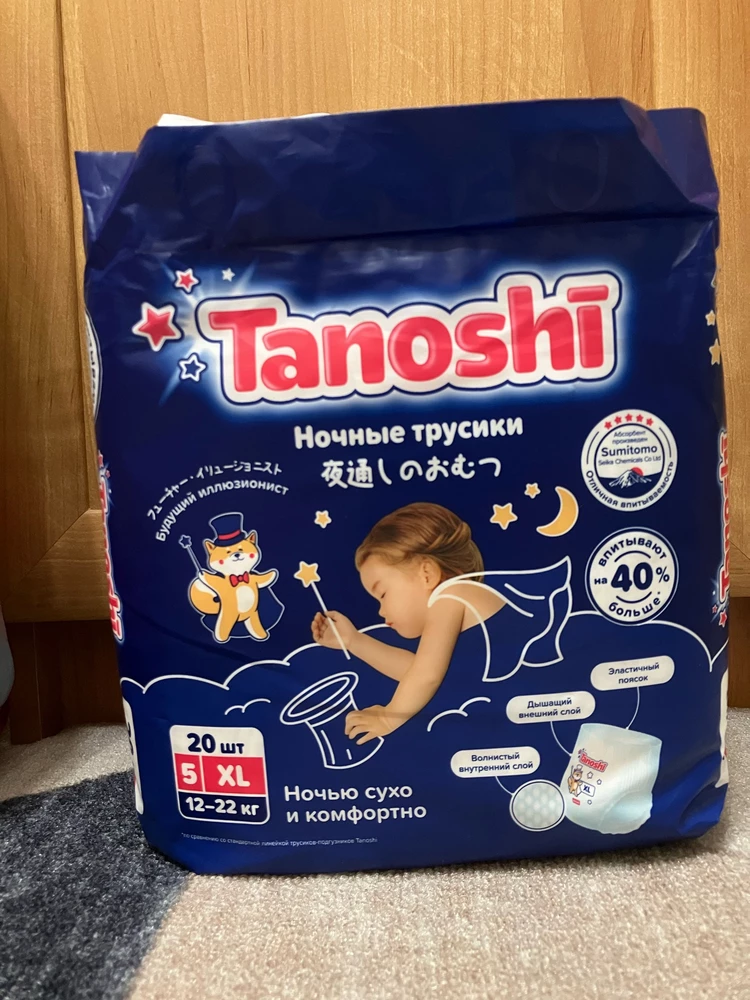 Tanoshi
Ночные трусики
夜通しのおむつ
Абсорбент
произведен
Sumitomo
Seika Chemicals Co Ltd
Отличная впитываемость
フューチャー・イリュージョニスト
Будущий иллюзионист
впитывают
на 40%
больше*
Эластичный
поясок
Дышащий
внешний слой
Волнистый
внутренний слой
Tanoshi
XL
20 шт
5 XL
12–22 кг
Ночью сухо
и комфортно
*по сравнению со стандартной линейкой трусиков-подгузников Tanoshi